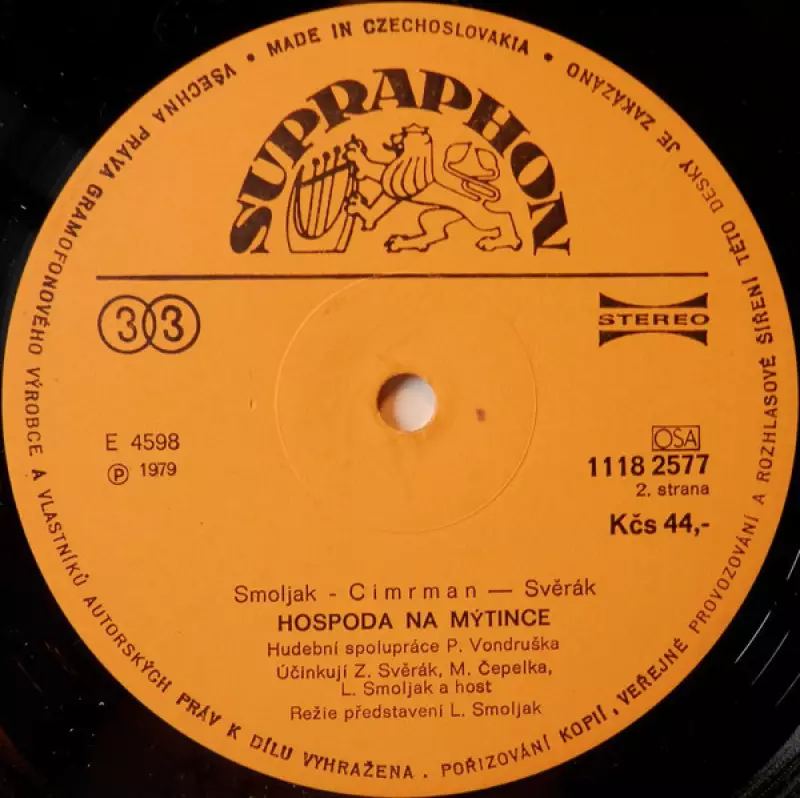 VŠECHNA PRÁVA GRAMOFONOVÉHO VÝROBCE A VLASTNÍKŮ AUTORSKÝCH PRÁV K DÍLU VYHRAŽENA. POŘIZOVÁNÍ KOPIÍ, VEŘEJNÉ PROVOZOVÁNÍ A ROZHLASOVÉ ŠÍŘENÍ TÉTO DESKY JE ZAKÁZÁNO • MADE IN CZECHOSLOVAKIA •
SUPRAPHON
33
STEREO
E 4598
Ⓟ 1979
OSA
1118 2577
2. strana
Kčs 44,-
Smoljak - Cimrman — Svěrák
HOSPODA NA MÝTINCE
Hudební spolupráce P. Vondruška
Účinkují Z. Svěrák, M. Čepelka,
L. Smoljak a host
Režie představení L. Smoljak